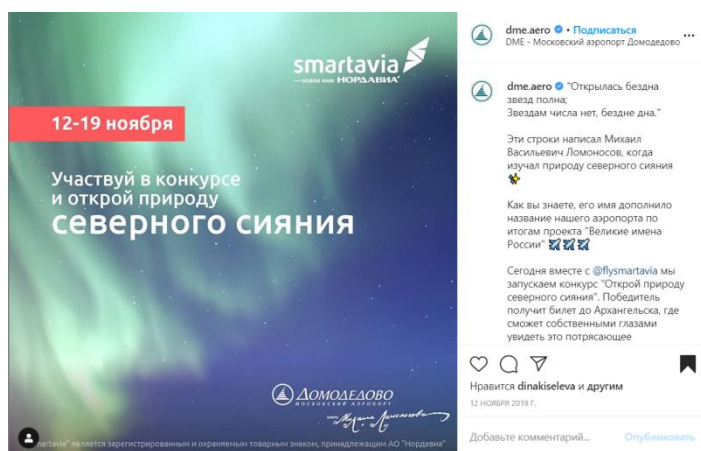 smartavia
новое имя НОРДАВИА
12-19 ноября
Участвуй в конкурсе
и открой природу
северного сияния
ДОМОДЕДОВО
МОСКОВСКИЙ АЭРОПОРТ
имени Михаила Ломоносова
smartavia" является зарегистрированным и охраняемым товарным знаком, принадлежащим АО "Нордавиа"
dme.aero • Подписаться
DME - Московский аэропорт Домодедово
dme.aero "Открылась бездна
звезд полна;
Звездам числа нет, бездне дна."
Эти строки написал Михаил
Васильевич Ломоносов, когда
изучал природу северного сияния
Как вы знаете, его имя дополнило
название нашего аэропорта по
итогам проекта "Великие имена
России"
Сегодня вместе с @flysmartavia мы
запускаем конкурс "Открой природу
северного сияния". Победитель
получит билет до Архангельска, где
сможет собственными глазами
увидеть это потрясающее
Нравится dinakiseleva и другим
12 НОЯБРЯ 2019 Г.
Добавьте комментарий... Опубликовать